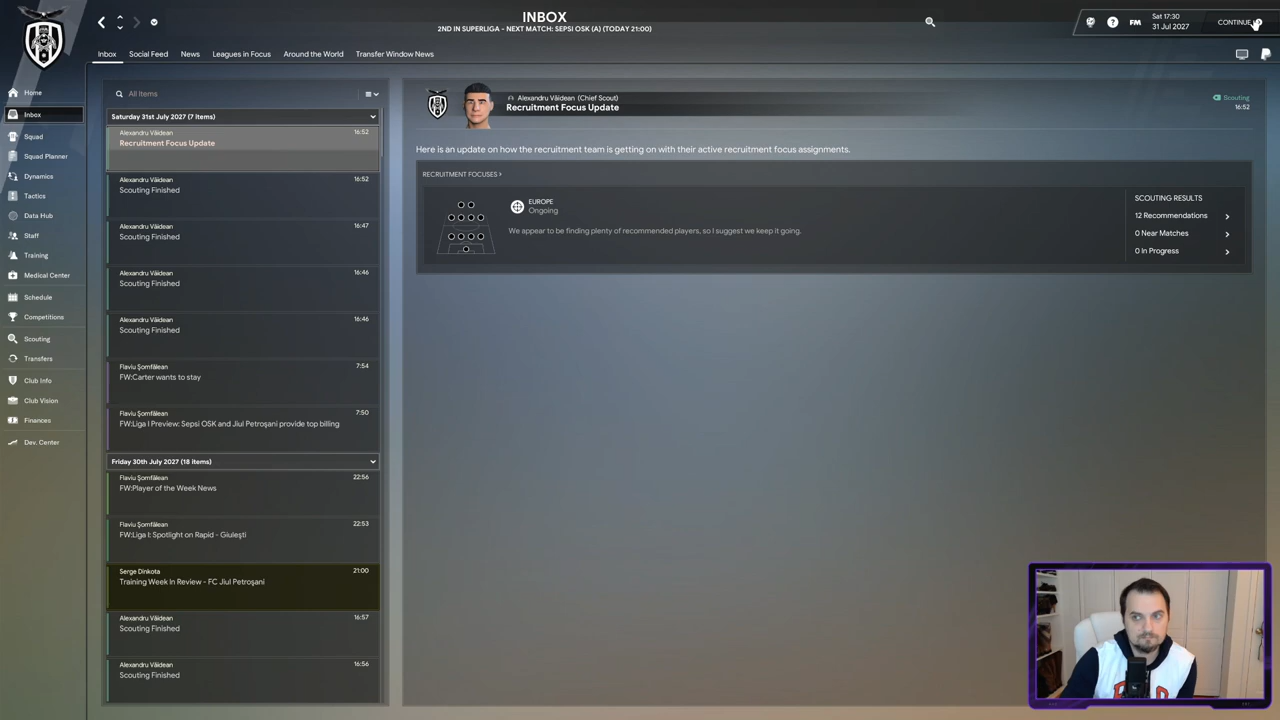 INBOX
2ND IN SUPERLIGA - NEXT MATCH: SEPSI OSK (A) (TODAY 21:00)
FM
Sat 17:30
31 Jul 2027
CONTINUE
Inbox
Social Feed
News
Leagues in Focus
Around the World
Transfer Window News
Home
Inbox
Squad
Squad Planner
Dynamics
Tactics
Data Hub
Staff
Training
Medical Center
Schedule
Competitions
Scouting
Transfers
Club Info
Club Vision
Finances
Dev. Center
All Items
Saturday 31st July 2027 (7 items)
Alexandru Văidean 16:52
Recruitment Focus Update
Alexandru Văidean 16:52
Scouting Finished
Alexandru Văidean 16:47
Scouting Finished
Alexandru Văidean 16:46
Scouting Finished
Alexandru Văidean 16:46
Scouting Finished
Flaviu Șomfălean 7:54
FW:Carter wants to stay
Flaviu Șomfălean 7:50
FW:Liga I Preview: Sepsi OSK and Jiul Petroşani provide top billing
Friday 30th July 2027 (18 items)
Flaviu Șomfălean 22:56
FW:Player of the Week News
Flaviu Șomfălean 22:53
FW:Liga I: Spotlight on Rapid - Giuleşti
Serge Dinkota 21:00
Training Week In Review - FC Jiul Petroşani
Alexandru Văidean 16:57
Scouting Finished
Alexandru Văidean 16:56
Scouting Finished
Alexandru Văidean (Chief Scout)
Recruitment Focus Update
Scouting
16:52
Here is an update on how the recruitment team is getting on with their active recruitment focus assignments.
RECRUITMENT FOCUSES >
EUROPE
Ongoing
We appear to be finding plenty of recommended players, so I suggest we keep it going.
SCOUTING RESULTS
12 Recommendations
0 Near Matches
0 In Progress